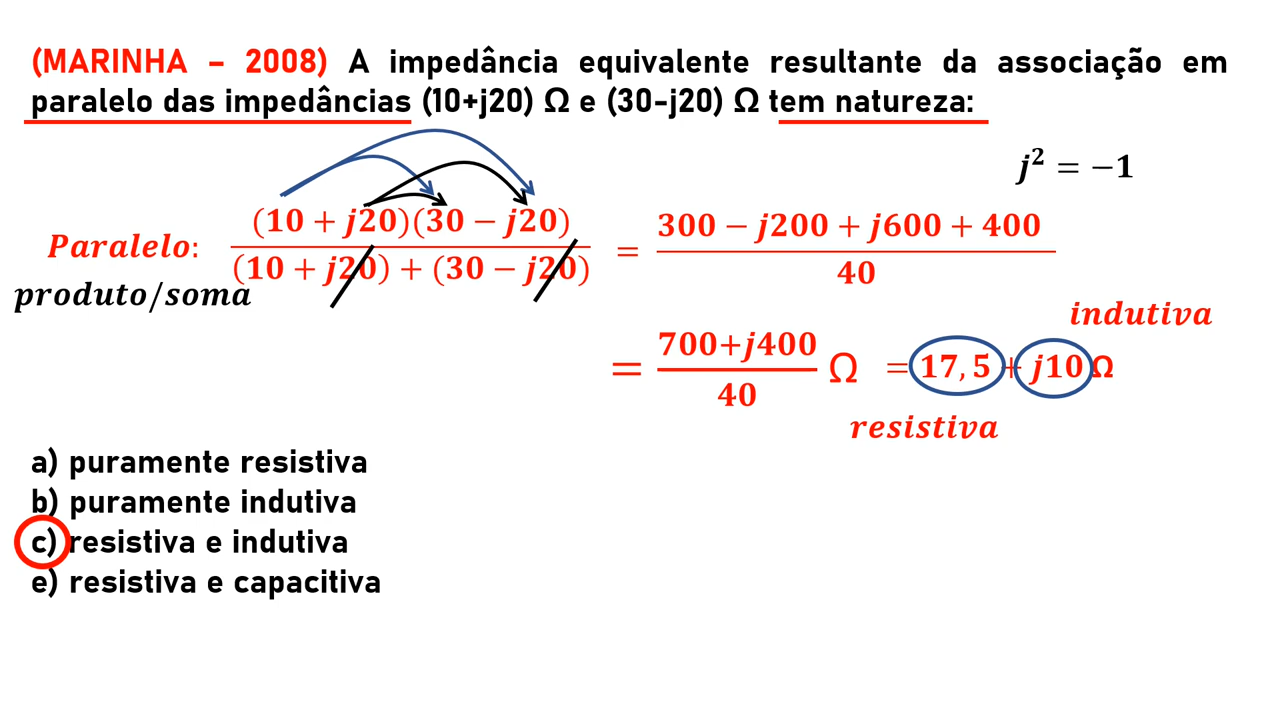 (MARINHA – 2008) A impedância equivalente resultante da associação em
paralelo das impedâncias (10+j20) Ω e (30-j20) Ω tem natureza:
j² = −1
Paralelo: (10 + j20)(30 − j20) / (10 + j20) + (30 − j20) = 300 − j200 + j600 + 400 / 40
produto/soma
indutiva
= 700+j400 / 40 Ω = 17,5 + j10 Ω
resistiva
a) puramente resistiva
b) puramente indutiva
c) resistiva e indutiva
e) resistiva e capacitiva